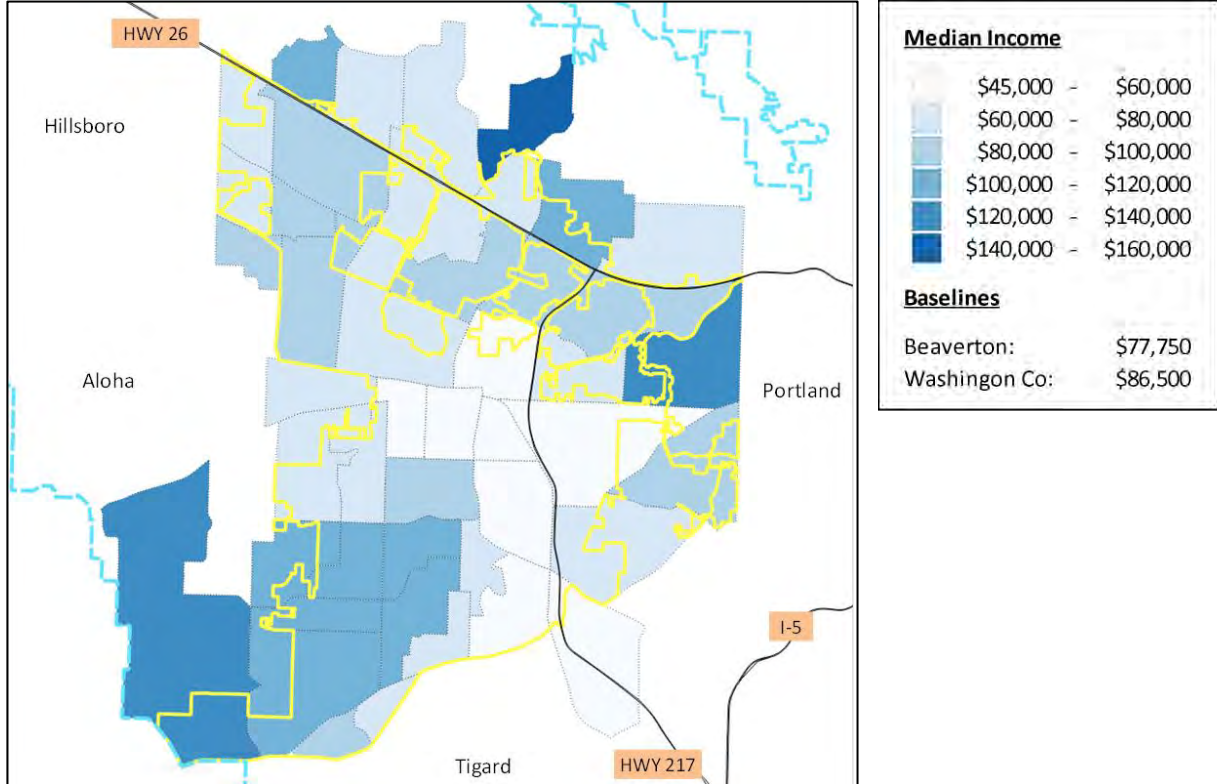 HWY 26
Hillsboro
Aloha
Portland
I-5
Tigard
HWY 217
Median Income
$45,000 - $60,000
$60,000 - $80,000
$80,000 - $100,000
$100,000 - $120,000
$120,000 - $140,000
$140,000 - $160,000
Baselines
Beaverton: $77,750
Washingon Co: $86,500